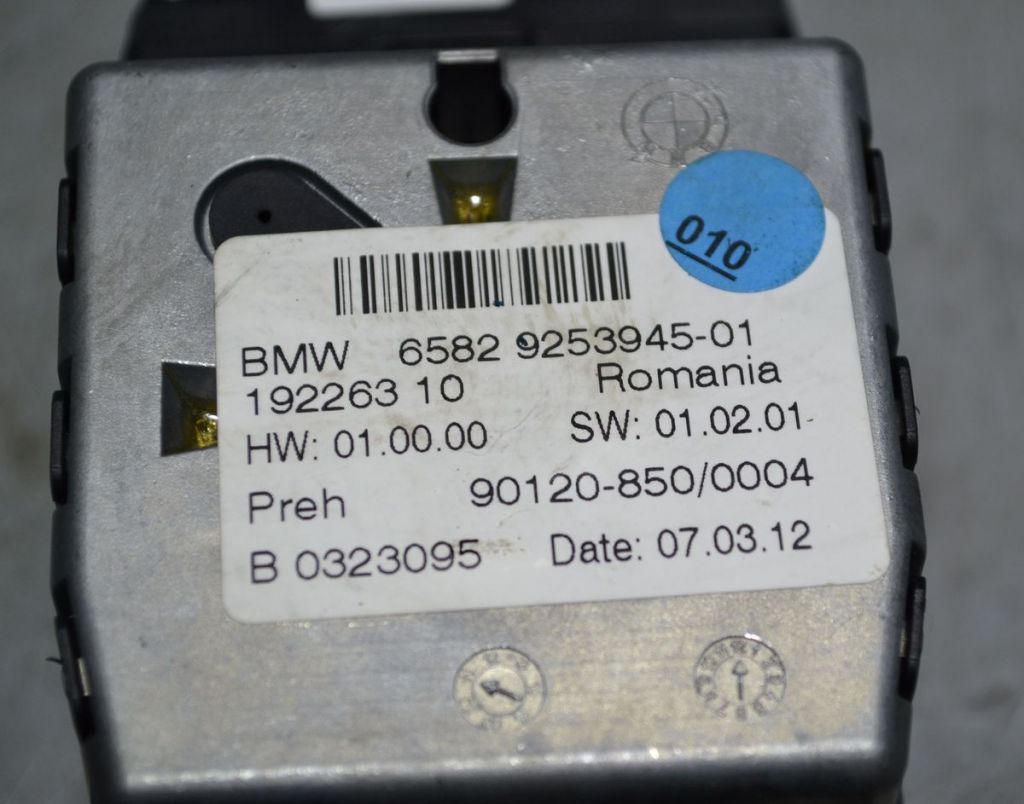 010
BMW 6582 9253945-01
192263 10 Romania
HW: 01.00.00 SW: 01.02.01
Preh 90120-850/0004
B 0323095 Date: 07.03.12